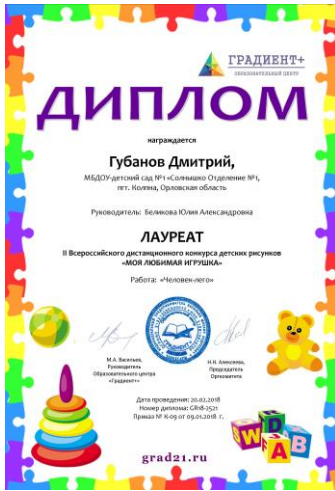 ГРАДИЕНТ+
ОБРАЗОВАТЕЛЬНЫЙ ЦЕНТР
ДИПЛОМ
награждается
Губанов Дмитрий,
МБДОУ-детский сад №1 «Солнышко Отделение №1,
пгт. Колпна, Орловская область
Руководитель: Беликова Юлия Александровна
ЛАУРЕАТ
II Всероссийского дистанционного конкурса детских рисунков
«МОЯ ЛЮБИМАЯ ИГРУШКА»
Работа: «Человек-лего»
М.А. Васильев,
Руководитель
Образовательного центра
«Градиент+»
Н.Н. Алексеева,
Председатель
Оргкомитета
Дата проведения: 20.02.2018
Номер диплома: GR18-2521
Приказ № К-09 от 09.01.2018 г.
W D A B
grad21.ru